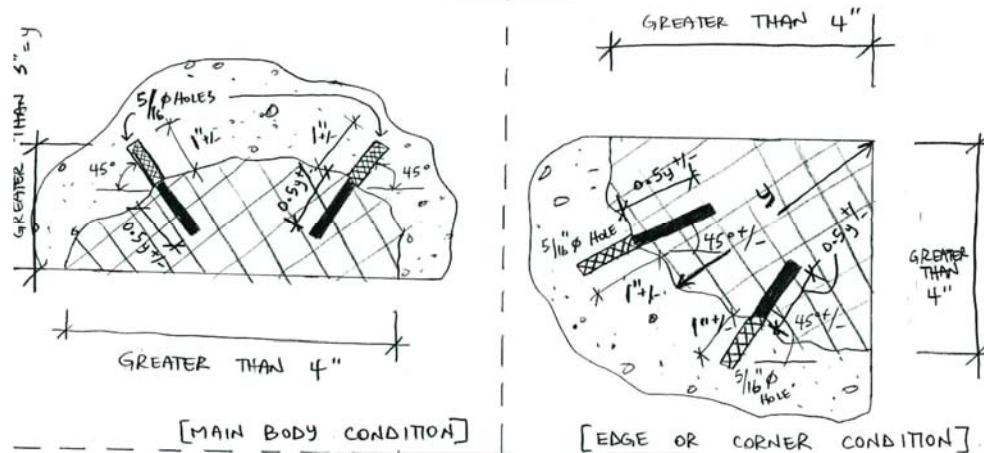 GREATER THAN 3"=y
5/16"Ø HOLES
1"+/-
1"+/-
45°
45°
0.5y+/-
0.5y+/-
GREATER THAN 4"
[MAIN BODY CONDITION]
GREATER THAN 4"
0.5y+/-
y
5/16"Ø HOLE
45°+/-
0.5y+/-
1"+/-
1"+/-
45°+/-
5/16"Ø
HOLE
GREATER
THAN
4"
[EDGE OR CORNER CONDITION]